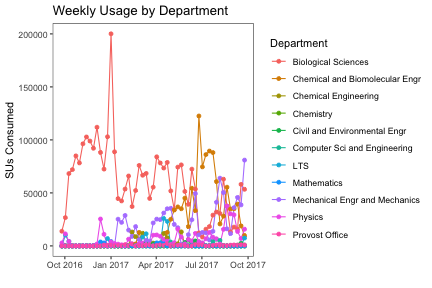 Weekly Usage by Department
SUs Consumed
200000
150000
100000
50000
0
Oct 2016
Jan 2017
Apr 2017
Jul 2017
Oct 2017
Department
Biological Sciences
Chemical and Biomolecular Engr
Chemical Engineering
Chemistry
Civil and Environmental Engr
Computer Sci and Engineering
LTS
Mathematics
Mechanical Engr and Mechanics
Physics
Provost Office